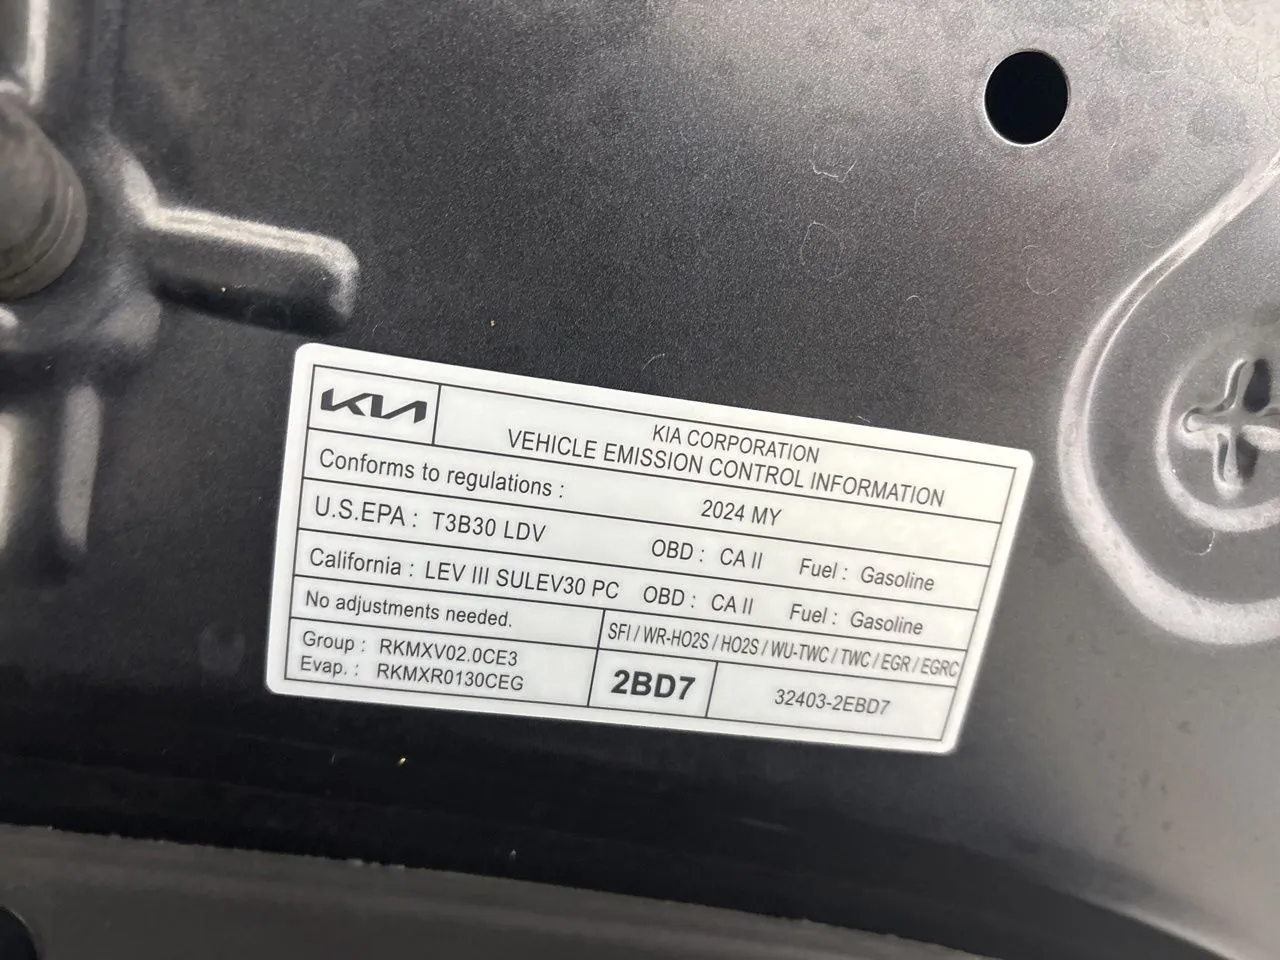 KIA
KIA CORPORATION
VEHICLE EMISSION CONTROL INFORMATION
Conforms to regulations : 2024 MY
U.S.EPA : T3B30 LDV OBD : CA II Fuel : Gasoline
California : LEV III SULEV30 PC OBD : CA II Fuel : Gasoline
No adjustments needed.
SFI / WR-HO2S / HO2S / WU-TWC / TWC / EGR / EGRC
Group : RKMXV02.0CE3
Evap. : RKMXR0130CEG
2BD7
32403-2EBD7